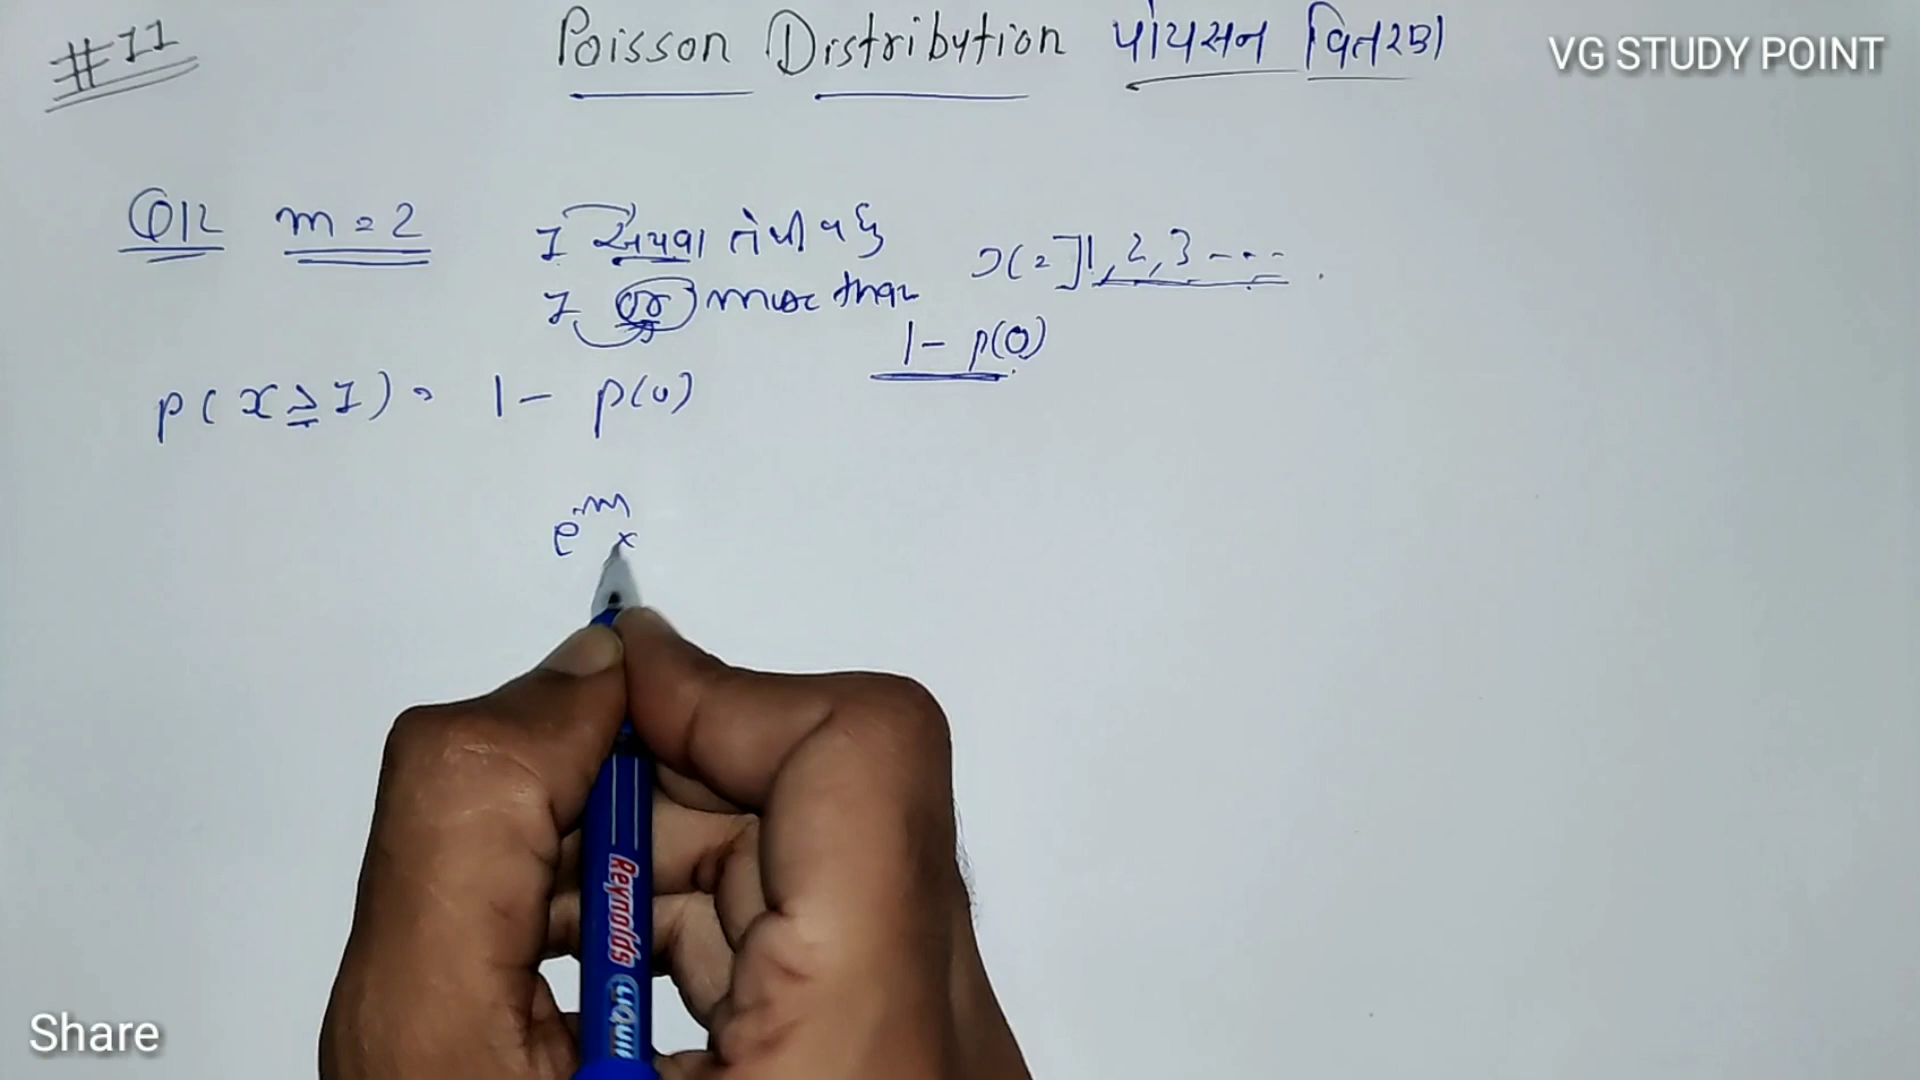 #11
Poisson Distribution પોયસન વિતરણ
VG STUDY POINT
Q12 m = 2
1 અથવા તેથી વધુ
1 or more than
x = 1, 2, 3 ---
1 - p(0)
p(x ≥ 1) = 1 - p(0)
e^-m x
Reynolds LIQUI
Share